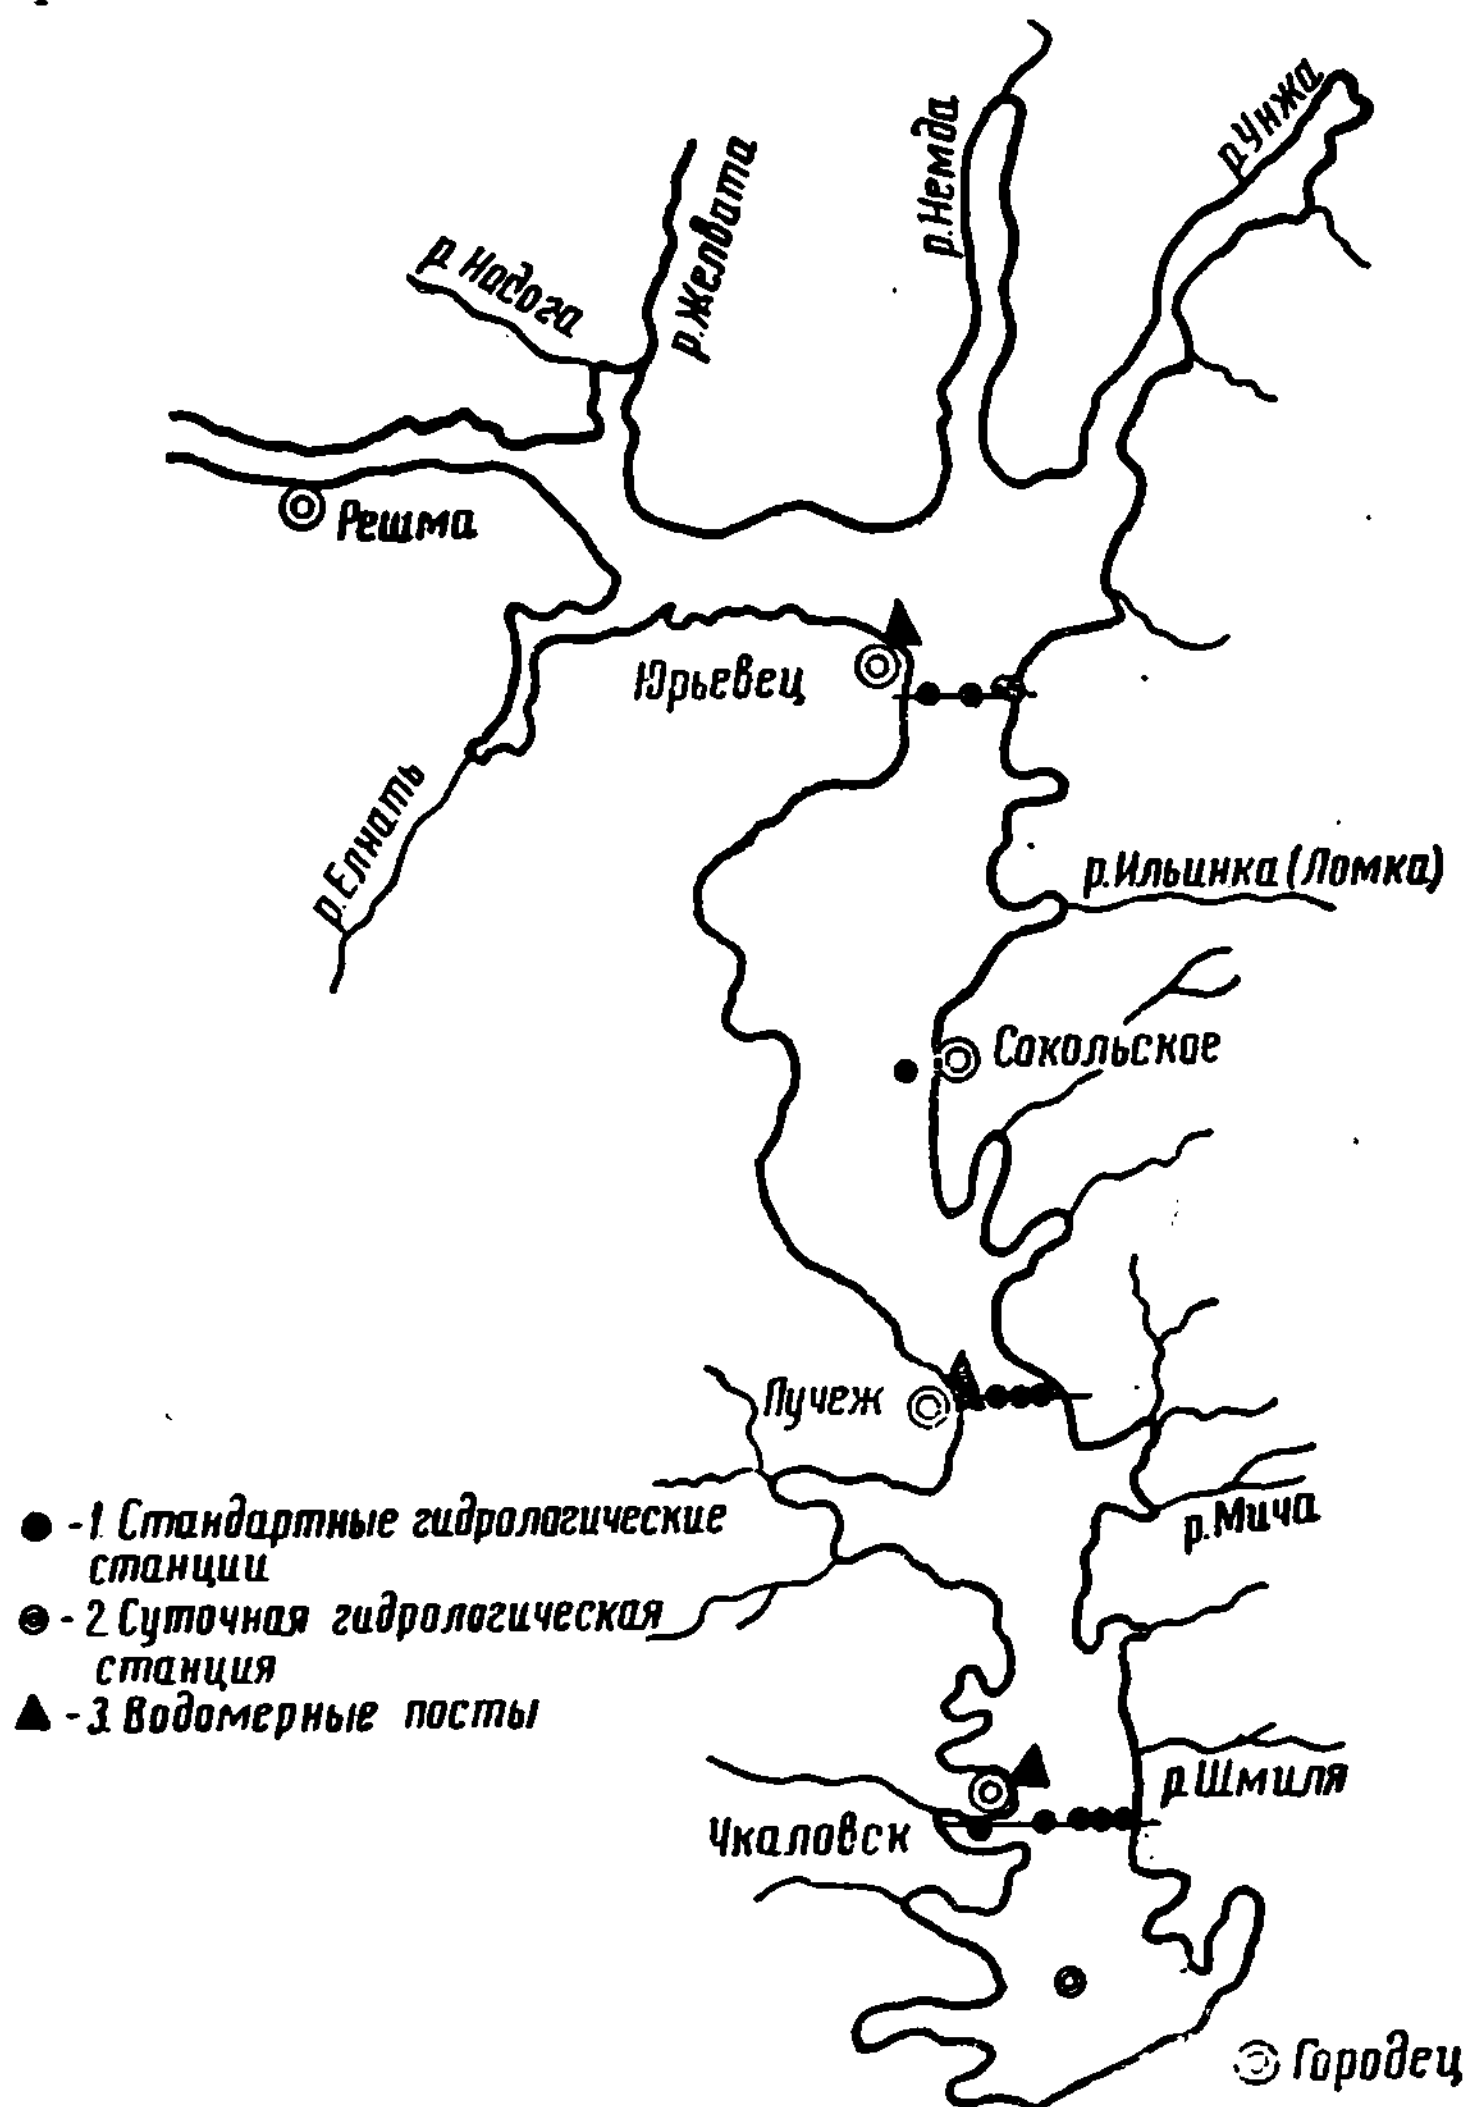 р. Унжа
р. Немда
р. Желвата
р. Надога
Решма
Юрьевец
р. Елнать
р. Ильинка (Ломка)
Сокольское
Пучеж
р. Мича
● - 1. Стандартные гидрологические
станции
- 2. Суточная гидрологическая
станция
▲ - 3. Водомерные посты
р. Шмиля
Чкаловск
Городец